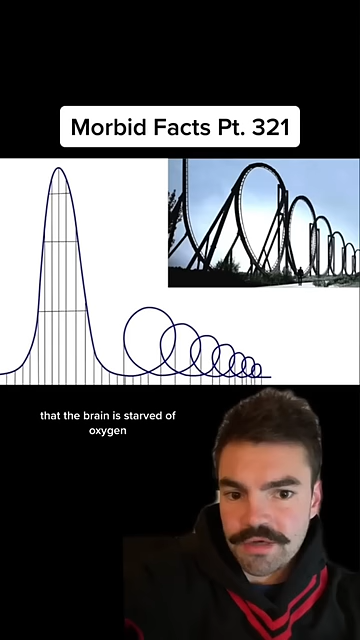 Morbid Facts Pt. 321
that the brain is starved of
oxygen